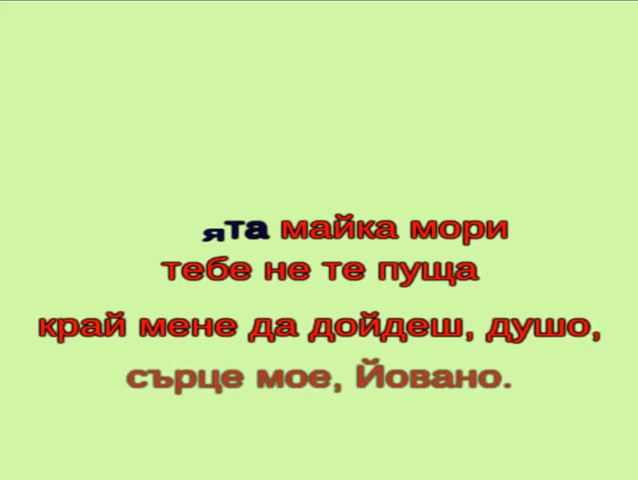 ята майка мори
тебе не те пуща
край мене да дойдеш, душо,
сърце мое, Йовано.